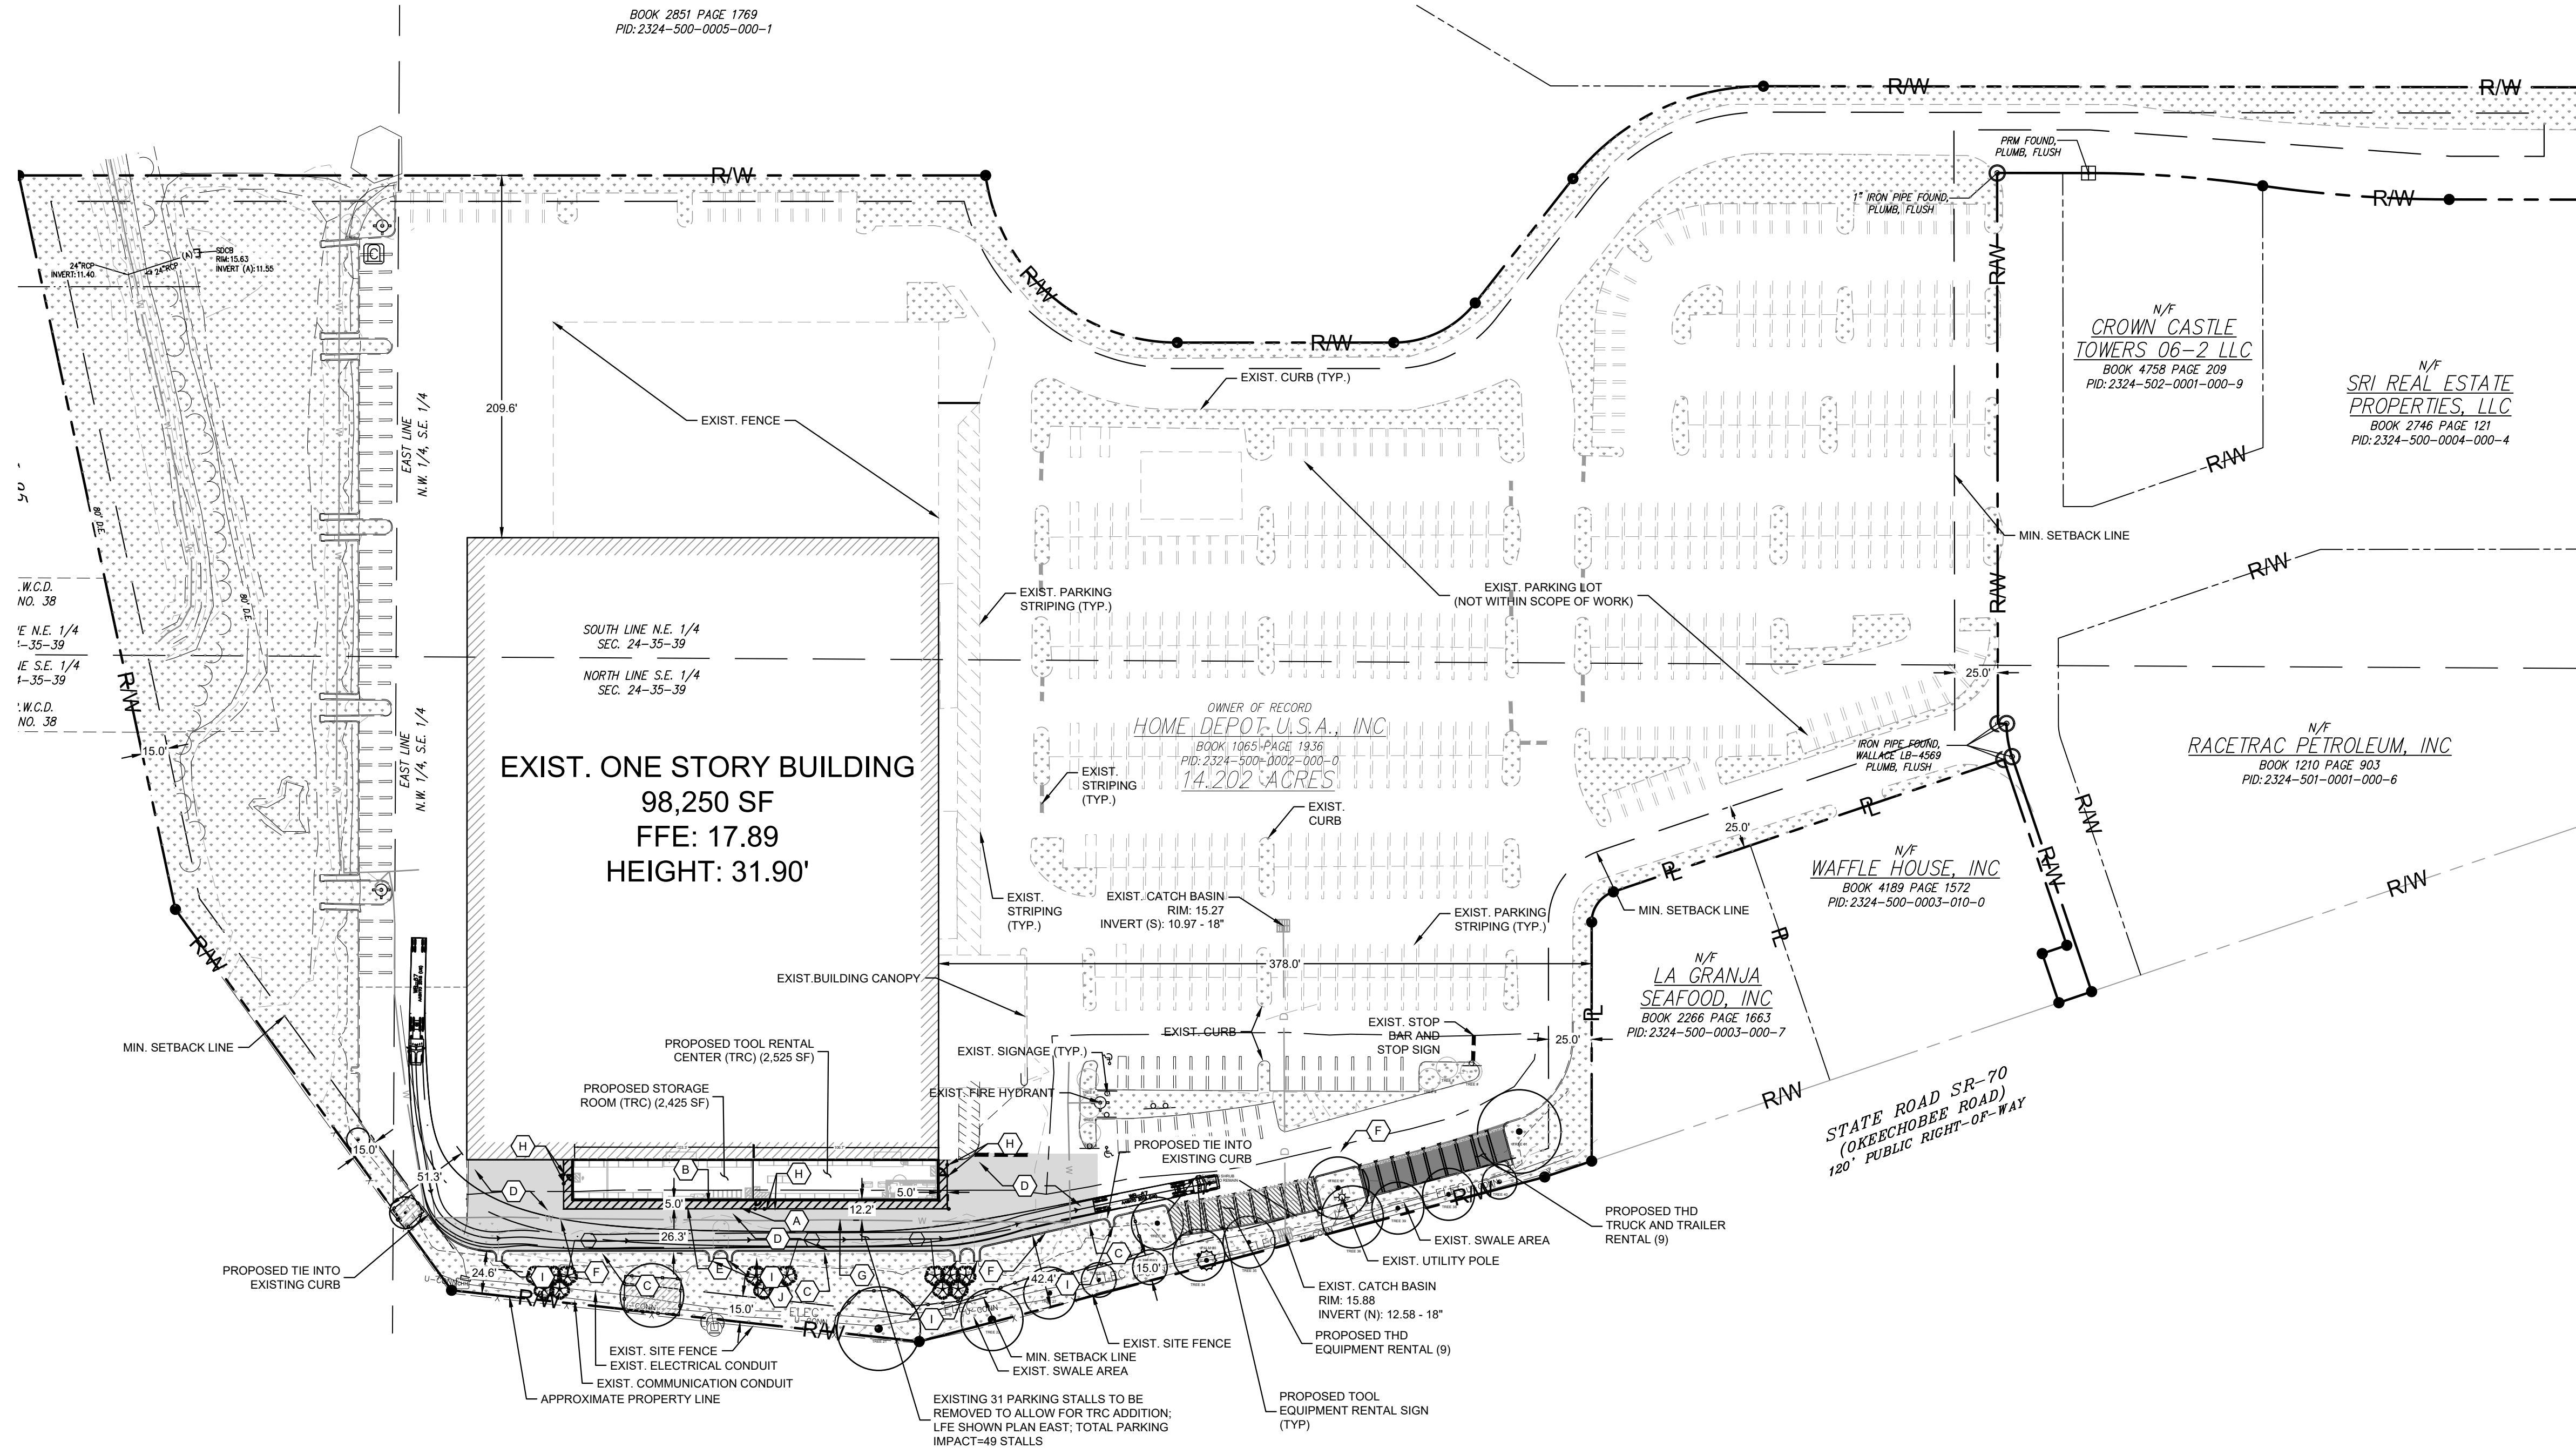 BOOK 2851 PAGE 1769
PID: 2324-500-0005-000-1
R/W
R/W
R/W
PRM FOUND,
PLUMB, FLUSH
1" IRON PIPE FOUND,
PLUMB, FLUSH
R/W
R/W
R/W
R/W
R/W
24"RCP
INVERT:11.40
24"RCP
(A)
SDCB
RIM:15.63
INVERT (A):11.55
C
209.6'
EAST LINE
N.W. 1/4, S.E. 1/4
EXIST. FENCE
EXIST. CURB (TYP.)
N/F
CROWN CASTLE
TOWERS 06-2 LLC
BOOK 4758 PAGE 209
PID: 2324-502-0001-000-9
N/F
SRI REAL ESTATE
PROPERTIES, LLC
BOOK 2746 PAGE 121
PID: 2324-500-0004-000-4
R/W
MIN. SETBACK LINE
R/W
R/W
80' D.E.
80' D.E.
.W.C.D.
NO. 38
E N.E. 1/4
-35-39
E S.E. 1/4
-35-39
.W.C.D.
NO. 38
R/W
15.0'
SOUTH LINE N.E. 1/4
SEC. 24-35-39
NORTH LINE S.E. 1/4
SEC. 24-35-39
EAST LINE
N.W. 1/4, S.E. 1/4
EXIST. PARKING
STRIPING (TYP.)
EXIST. PARKING LOT
(NOT WITHIN SCOPE OF WORK)
25.0'
OWNER OF RECORD
HOME DEPOT U.S.A., INC
BOOK 1065 PAGE 1936
PID: 2324-500-0002-000-0
14.202 ACRES
EXIST. ONE STORY BUILDING
98,250 SF
FFE: 17.89
HEIGHT: 31.90'
EXIST.
STRIPING
(TYP.)
EXIST.
CURB
IRON PIPE FOUND,
WALLACE LB-4569
PLUMB, FLUSH
N/F
RACETRAC PETROLEUM, INC
BOOK 1210 PAGE 903
PID: 2324-501-0001-000-6
PL
25.0'
R/W
PL
N/F
WAFFLE HOUSE, INC
BOOK 4189 PAGE 1572
PID: 2324-500-0003-010-0
R/W
R/W
EXIST.
STRIPING
(TYP.)
EXIST. CATCH BASIN
RIM: 15.27
INVERT (S): 10.97 - 18"
EXIST. PARKING
STRIPING (TYP.)
MIN. SETBACK LINE
PL
R/W
378.0'
EXIST.BUILDING CANOPY
N/F
LA GRANJA
SEAFOOD, INC
BOOK 2266 PAGE 1663
PID: 2324-500-0003-000-7
PL
MIN. SETBACK LINE
EXIST. CURB
EXIST. STOP
BAR AND
STOP SIGN
25.0'
PROPOSED TOOL RENTAL
CENTER (TRC) (2,525 SF)
EXIST. SIGNAGE (TYP.)
PROPOSED STORAGE
ROOM (TRC) (2,425 SF)
EXIST. FIRE HYDRANT
R/W
STATE ROAD SR-70
(OKEECHOBEE ROAD)
120' PUBLIC RIGHT-OF-WAY
F
15.0'
51.3'
H
H
PROPOSED TIE INTO
EXISTING CURB
B
H
D
D
5.0'
5.0'
12.2'
A
D
26.3'
R/W
PROPOSED THD
TRUCK AND TRAILER
RENTAL (9)
EXIST. SWALE AREA
EXIST. UTILITY POLE
PROPOSED TIE INTO
EXISTING CURB
24.6'
I
F
C
E
I
J
C
G
F
42.4'
I
C
15.0'
15.0'
ELEC
I
R/W
R/W
EXIST. CATCH BASIN
RIM: 15.88
INVERT (N): 12.58 - 18"
PROPOSED THD
EQUIPMENT RENTAL (9)
EXIST. SITE FENCE
EXIST. ELECTRICAL CONDUIT
EXIST. COMMUNICATION CONDUIT
APPROXIMATE PROPERTY LINE
EXIST. SITE FENCE
MIN. SETBACK LINE
EXIST. SWALE AREA
EXISTING 31 PARKING STALLS TO BE
REMOVED TO ALLOW FOR TRC ADDITION;
LFE SHOWN PLAN EAST; TOTAL PARKING
IMPACT=49 STALLS
PROPOSED TOOL
EQUIPMENT RENTAL SIGN
(TYP)